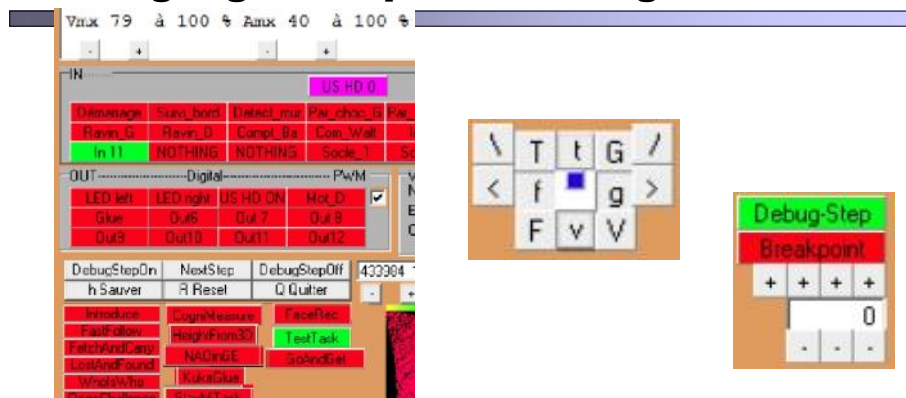 Vmx 79 à 100 % Amx 40 à 100 %
- + - +
IN
US HD 0
Démarrage Suivi_bord Detect_mur Par_choc_G
Ravin_G Ravin_D Compt_Ba Com_Watt
In 11 NOTHING NOTHING Socle_1
OUT Digital PWM
LED left LED right US HD ON Mot_D
Glue Out6 Out 7 Out 8
Out9 Out10 Out11 Out12
DebugStepOn NextStep DebugStepOff 433984
h Sauver R Reset Q Quitter - +
Introduce CogniMeasure FaceRec
FastFollow HeightFrom3D TestTask
FetchAndCarry NAOinGE GoAndGet
LostAndFound KukaGlue
WhoIsWho
\ T t G /
< f g >
F v V
Debug-Step
Breakpoint
+ + + +
0
- - -